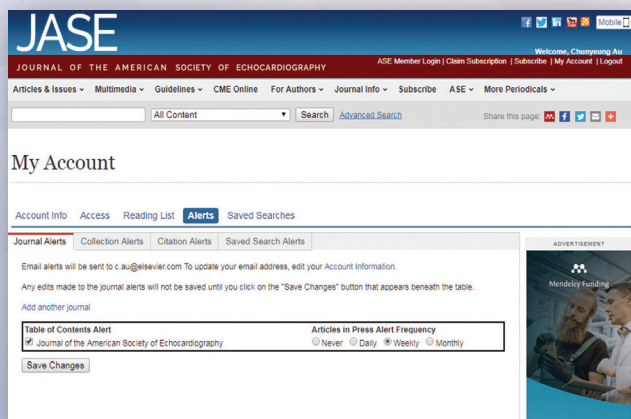 JASE
Mobile
Welcome, Chunyeung Au
JOURNAL OF THE AMERICAN SOCIETY OF ECHOCARDIOGRAPHY
ASE Member Login | Claim Subscription | Subscribe | My Account | Logout
Articles & Issues Multimedia Guidelines CME Online For Authors Journal Info Subscribe ASE More Periodicals
All Content Search Advanced Search Share this page:
My Account
Account Info Access Reading List Alerts Saved Searches
Journal Alerts Collection Alerts Citation Alerts Saved Search Alerts
ADVERTISEMENT
Email alerts will be sent to c.au@elsevier.com To update your email address, edit your Account Information.
Mendeley Funding
Any edits made to the journal alerts will not be saved until you click on the "Save Changes" button that appears beneath the table.
Add another journal
Table of Contents Alert Articles in Press Alert Frequency
Journal of the American Society of Echocardiography Never Daily Weekly Monthly
Save Changes